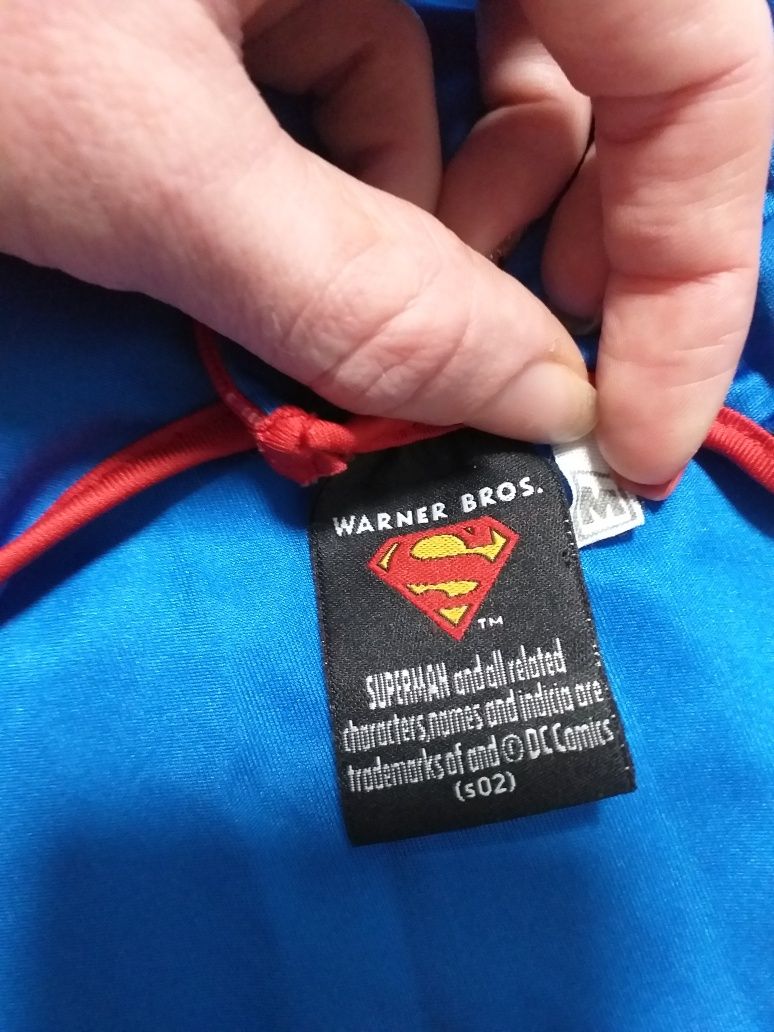 WARNER BROS.
M
S
TM
SUPERMAN and all related
characters, names and indicia are
trademarks of and © DC Comics
(s02)